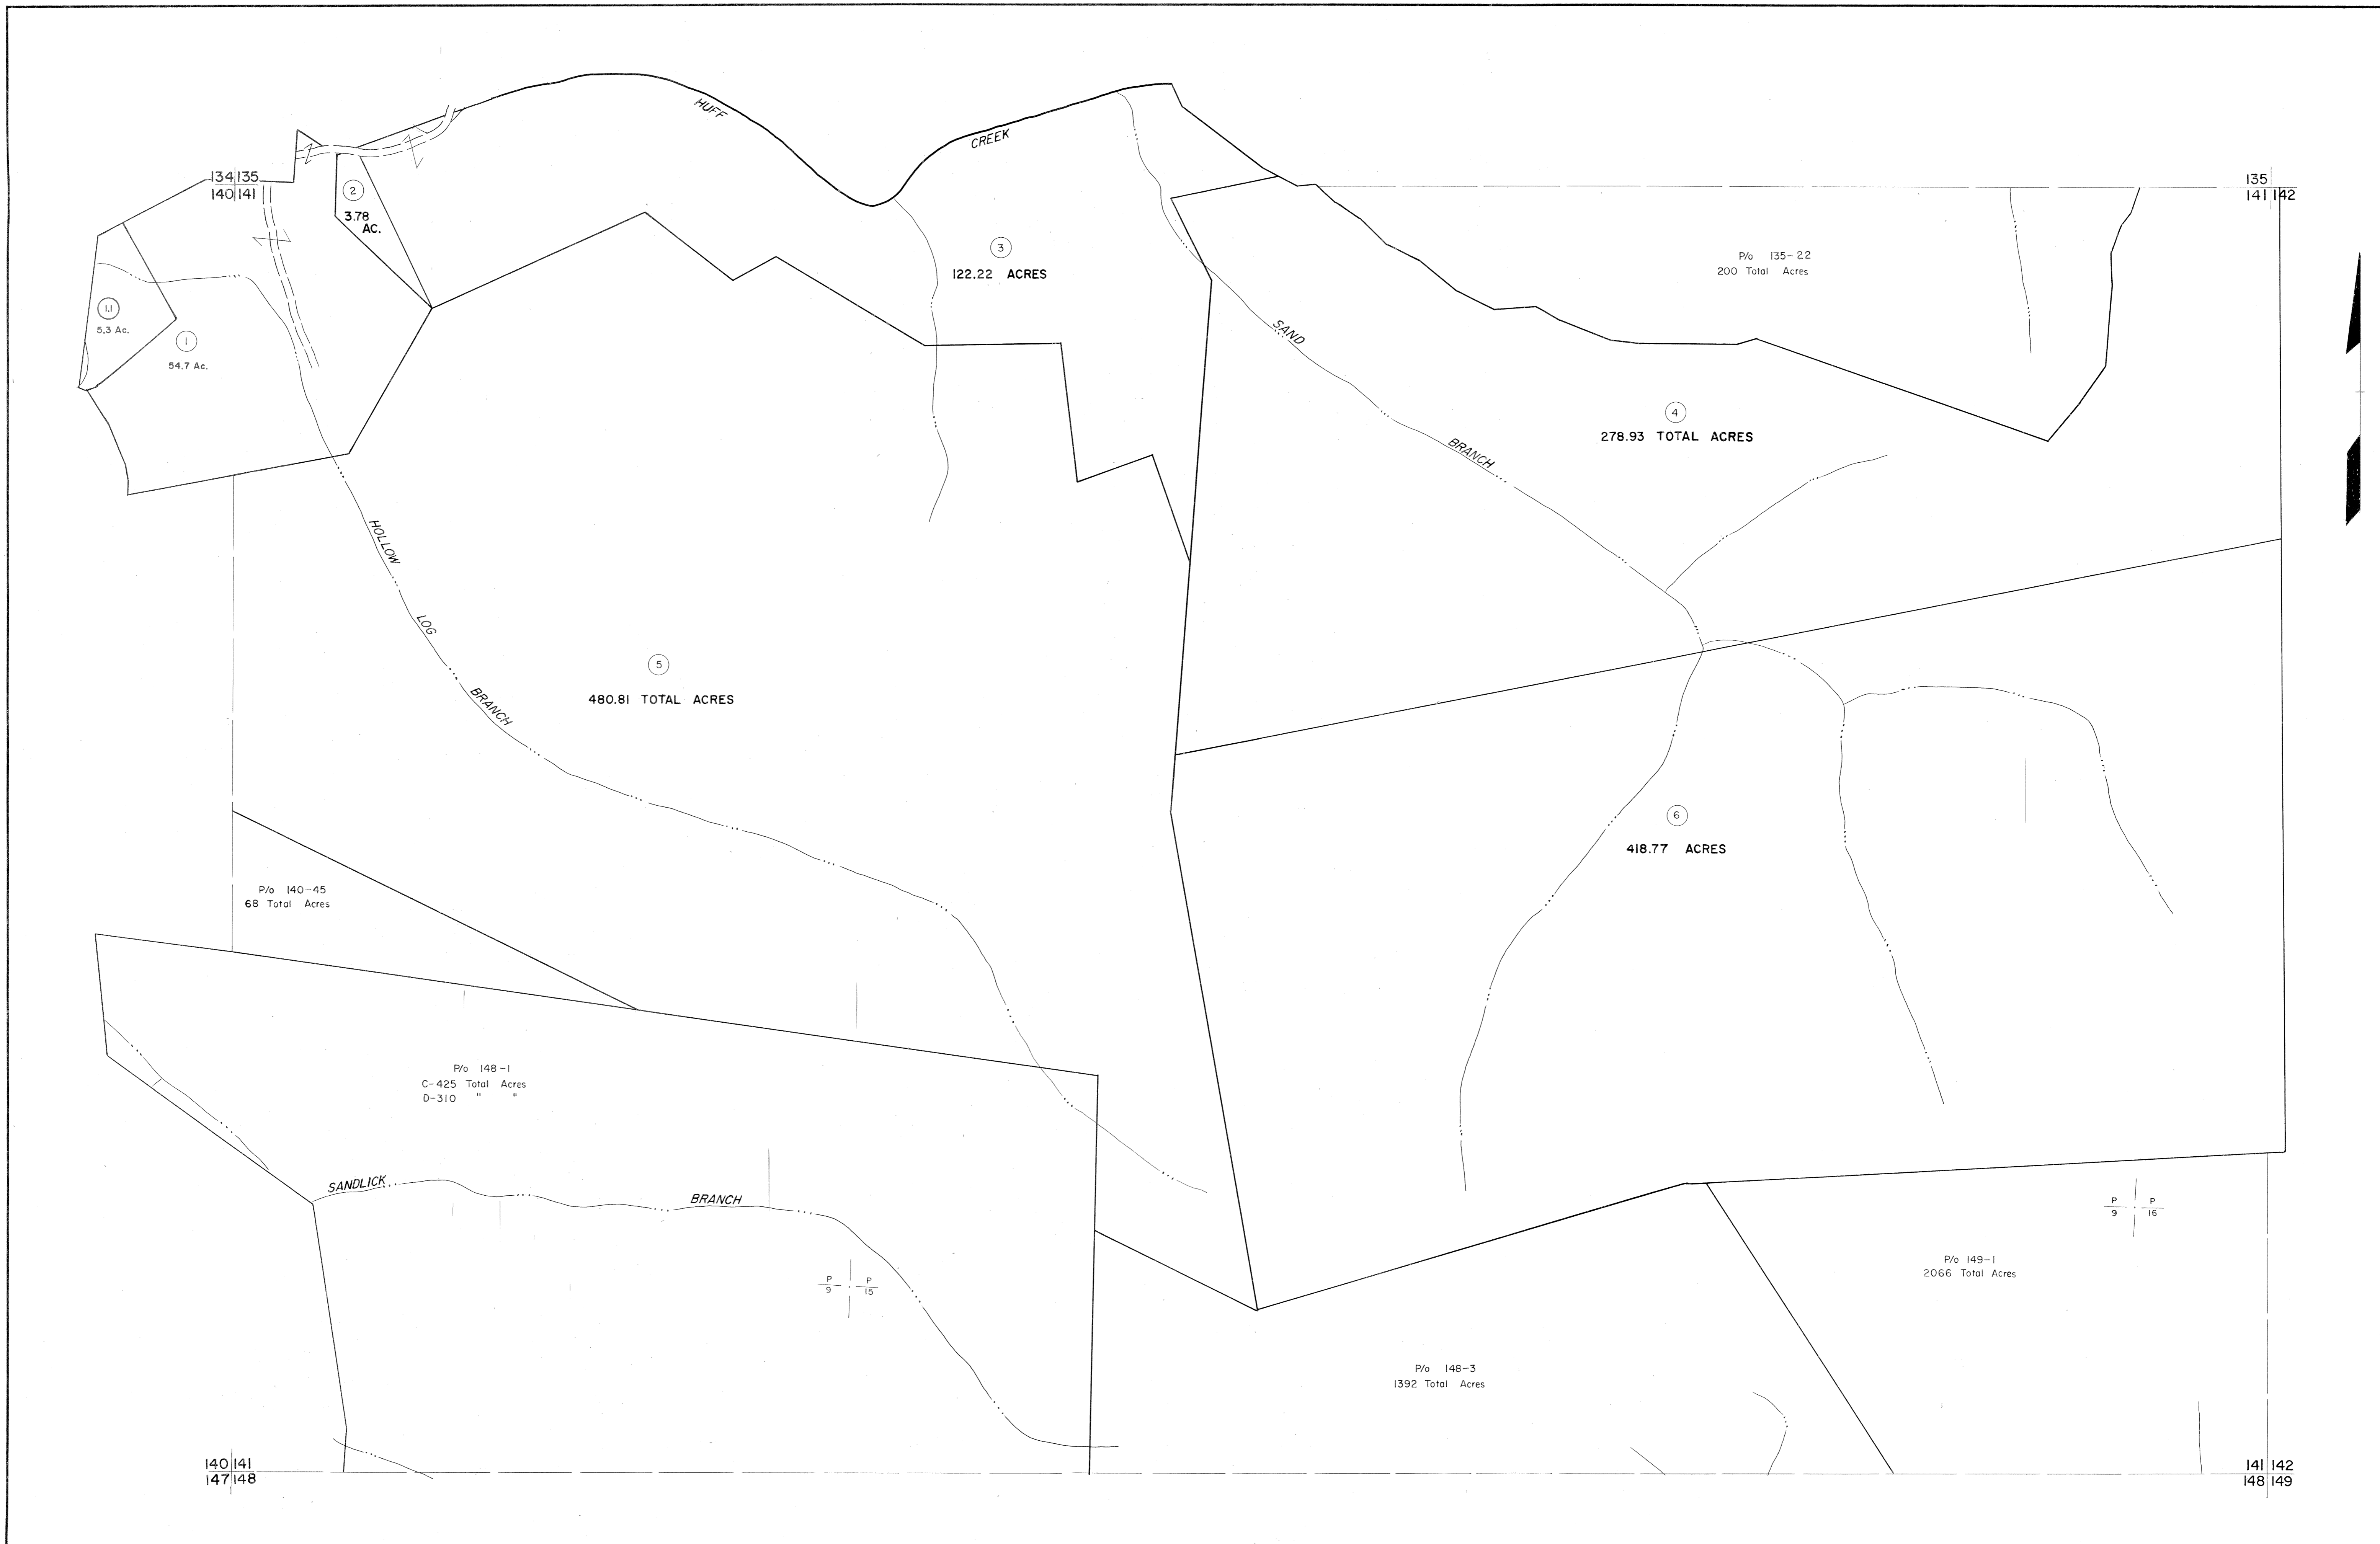 HUFF
CREEK
134 135
140 141
135
141 142
2
3.78
AC.
3
122.22 ACRES
P/o 135-22
200 Total Acres
1.1
5.3 Ac.
1
54.7 Ac.
SAND
BRANCH
4
278.93 TOTAL ACRES
HOLLOW
LOG
BRANCH
5
480.81 TOTAL ACRES
6
418.77 ACRES
P/o 140-45
68 Total Acres
P/o 148-1
C-425 Total Acres
D-310 " "
SANDLICK
BRANCH
P P
9 15
P P
9 16
P/o 149-1
2066 Total Acres
P/o 148-3
1392 Total Acres
140 141
147 148
141 142
148 149